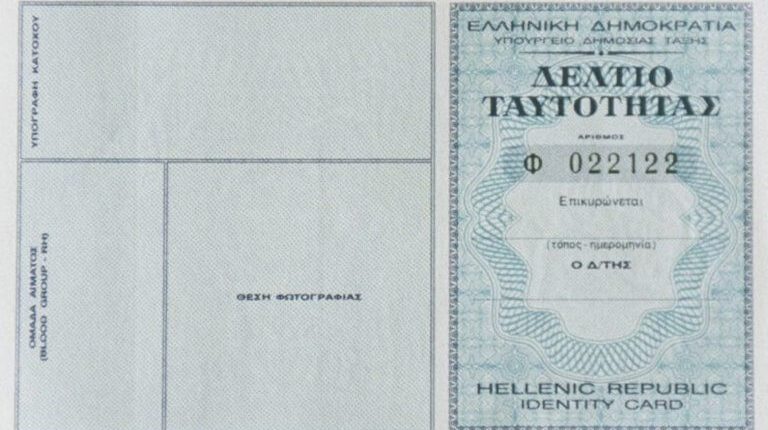 ΥΠΟΓΡΑΦΗ ΚΑΤΟΧΟΥ
ΟΜΑΔΑ ΑΙΜΑΤΟΣ
(BLOOD GROUP - RH)
ΘΕΣΗ ΦΩΤΟΓΡΑΦΙΑΣ
ΕΛΛΗΝΙΚΗ ΔΗΜΟΚΡΑΤΙΑ
ΥΠΟΥΡΓΕΙΟ ΔΗΜΟΣΙΑΣ ΤΑΞΗΣ
ΔΕΛΤΙΟ
ΤΑΥΤΟΤΗΤΑΣ
ΑΡΙΘΜΟΣ
Φ 022122
Επικυρώνεται
(τόπος - ημερομηνία)
Ο Δ/ΤΗΣ
HELLENIC REPUBLIC
IDENTITY CARD